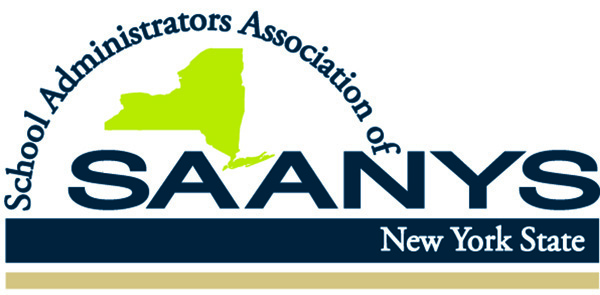 School Administrators Association of
SAANYS
New York State